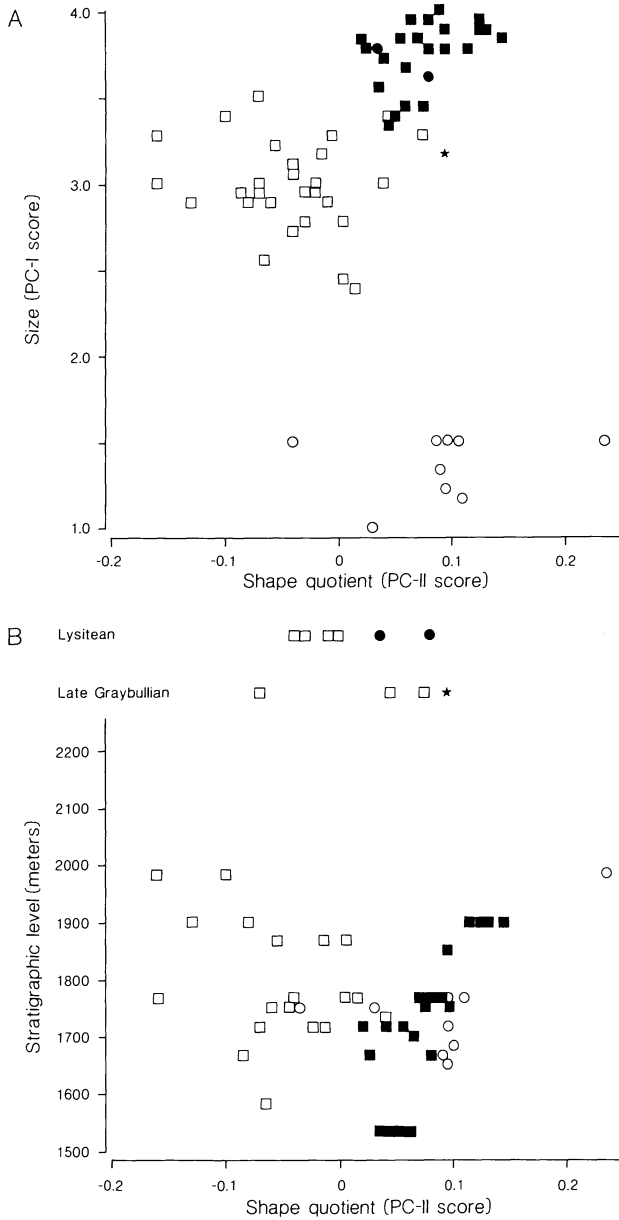 A
4.0
3.0
2.0
1.0
Size (PC-I score)
-0.2
-0.1
0
0.1
0.2
Shape quotient (PC-II score)
B
Lysitean
Late Graybullian
2200
2100
2000
1900
1800
1700
1600
1500
Stratigraphic level (meters)
-0.2
-0.1
0
0.1
0.2
Shape quotient (PC-II score)